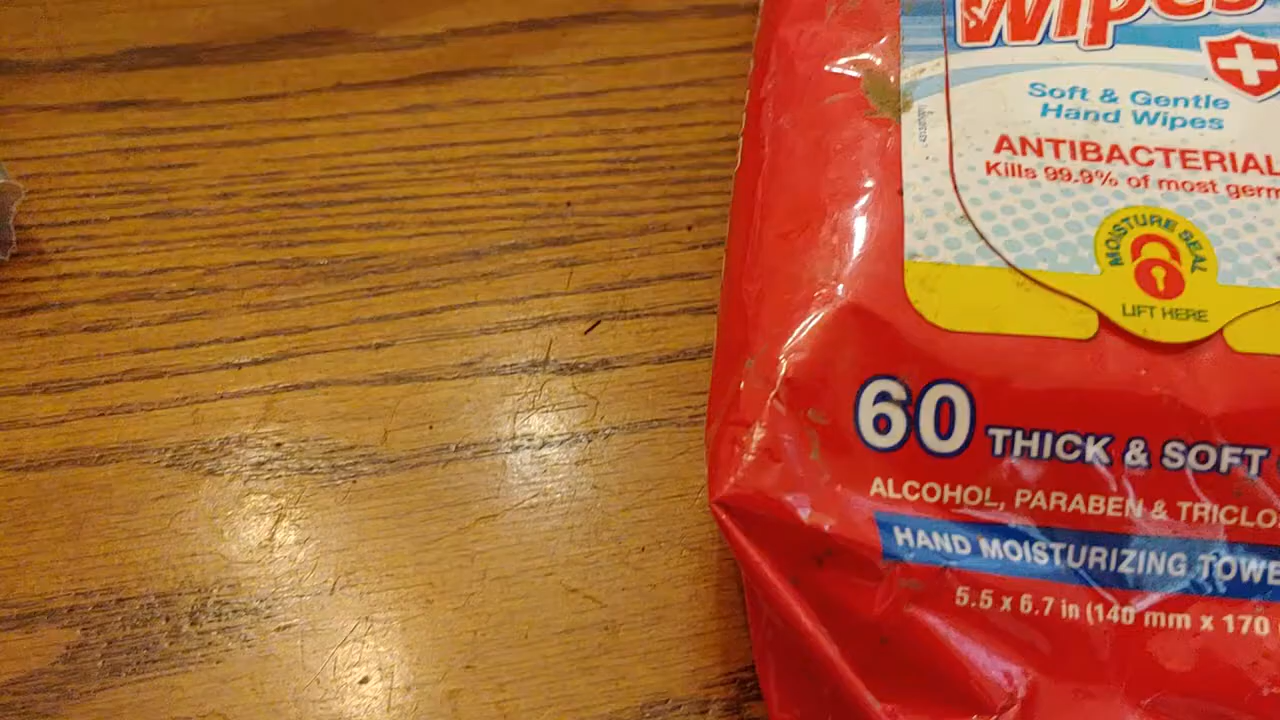 Wipes
Soft & Gentle
Hand Wipes
ANTIBACTERIAL
Kills 99.9% of most germ
MOISTURE SEAL
LIFT HERE
60 THICK & SOFT
ALCOHOL, PARABEN & TRICLO
HAND MOISTURIZING TOWE
5.5 x 6.7 in (140 mm x 170